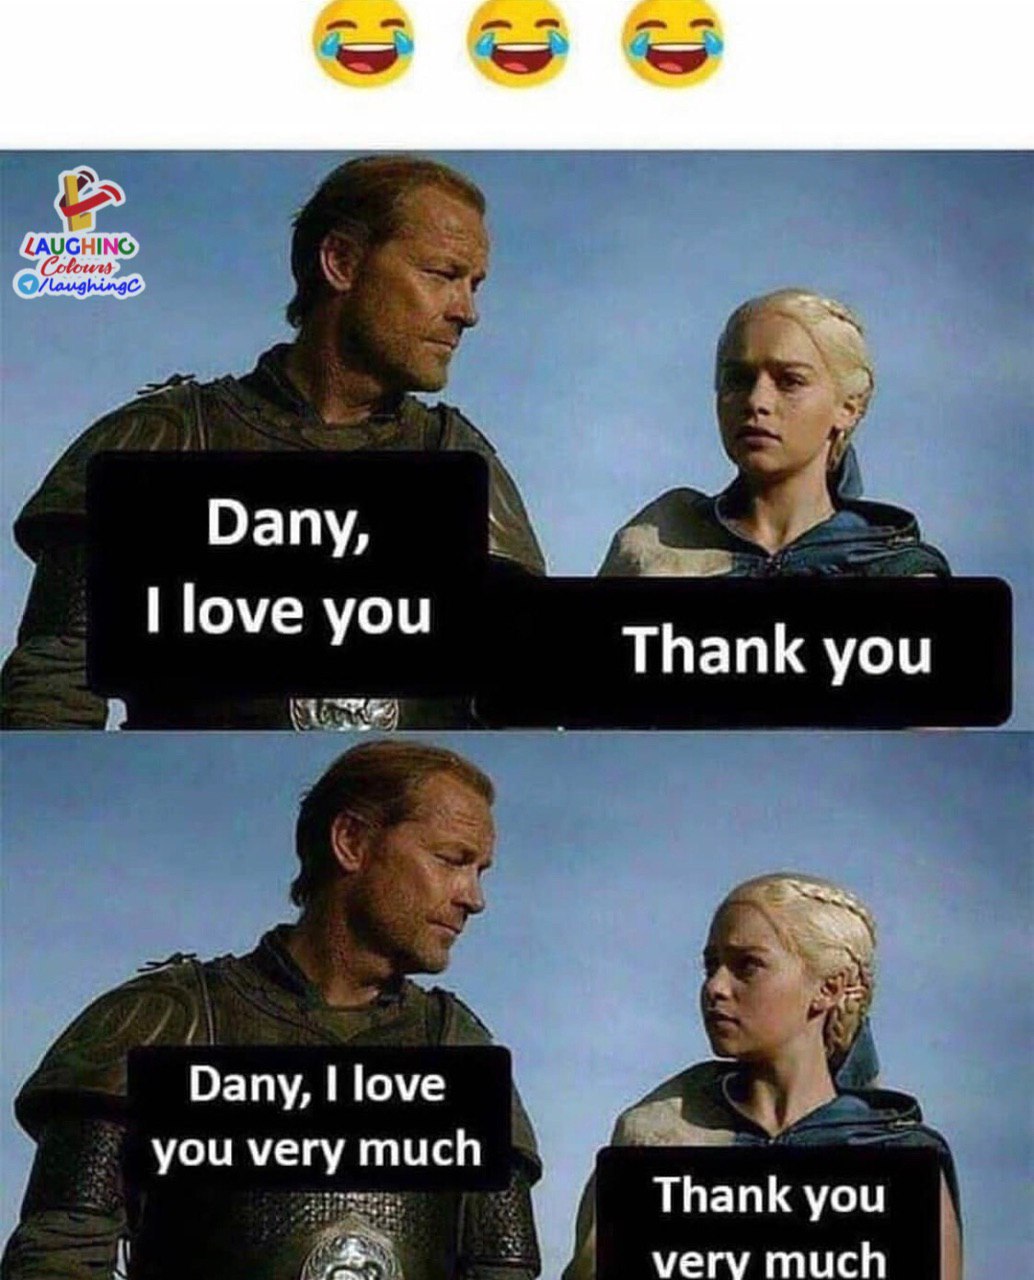 LAUGHING
Colours
/laughingC
Dany,
I love you
Thank you
Dany, I love
you very much
Thank you
very much